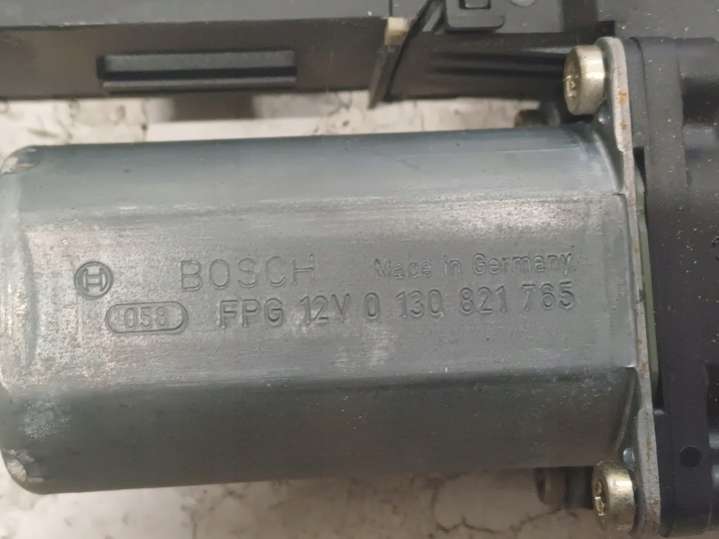 BOSCH Made in Germany
058 FPG 12V 0 130 821 765